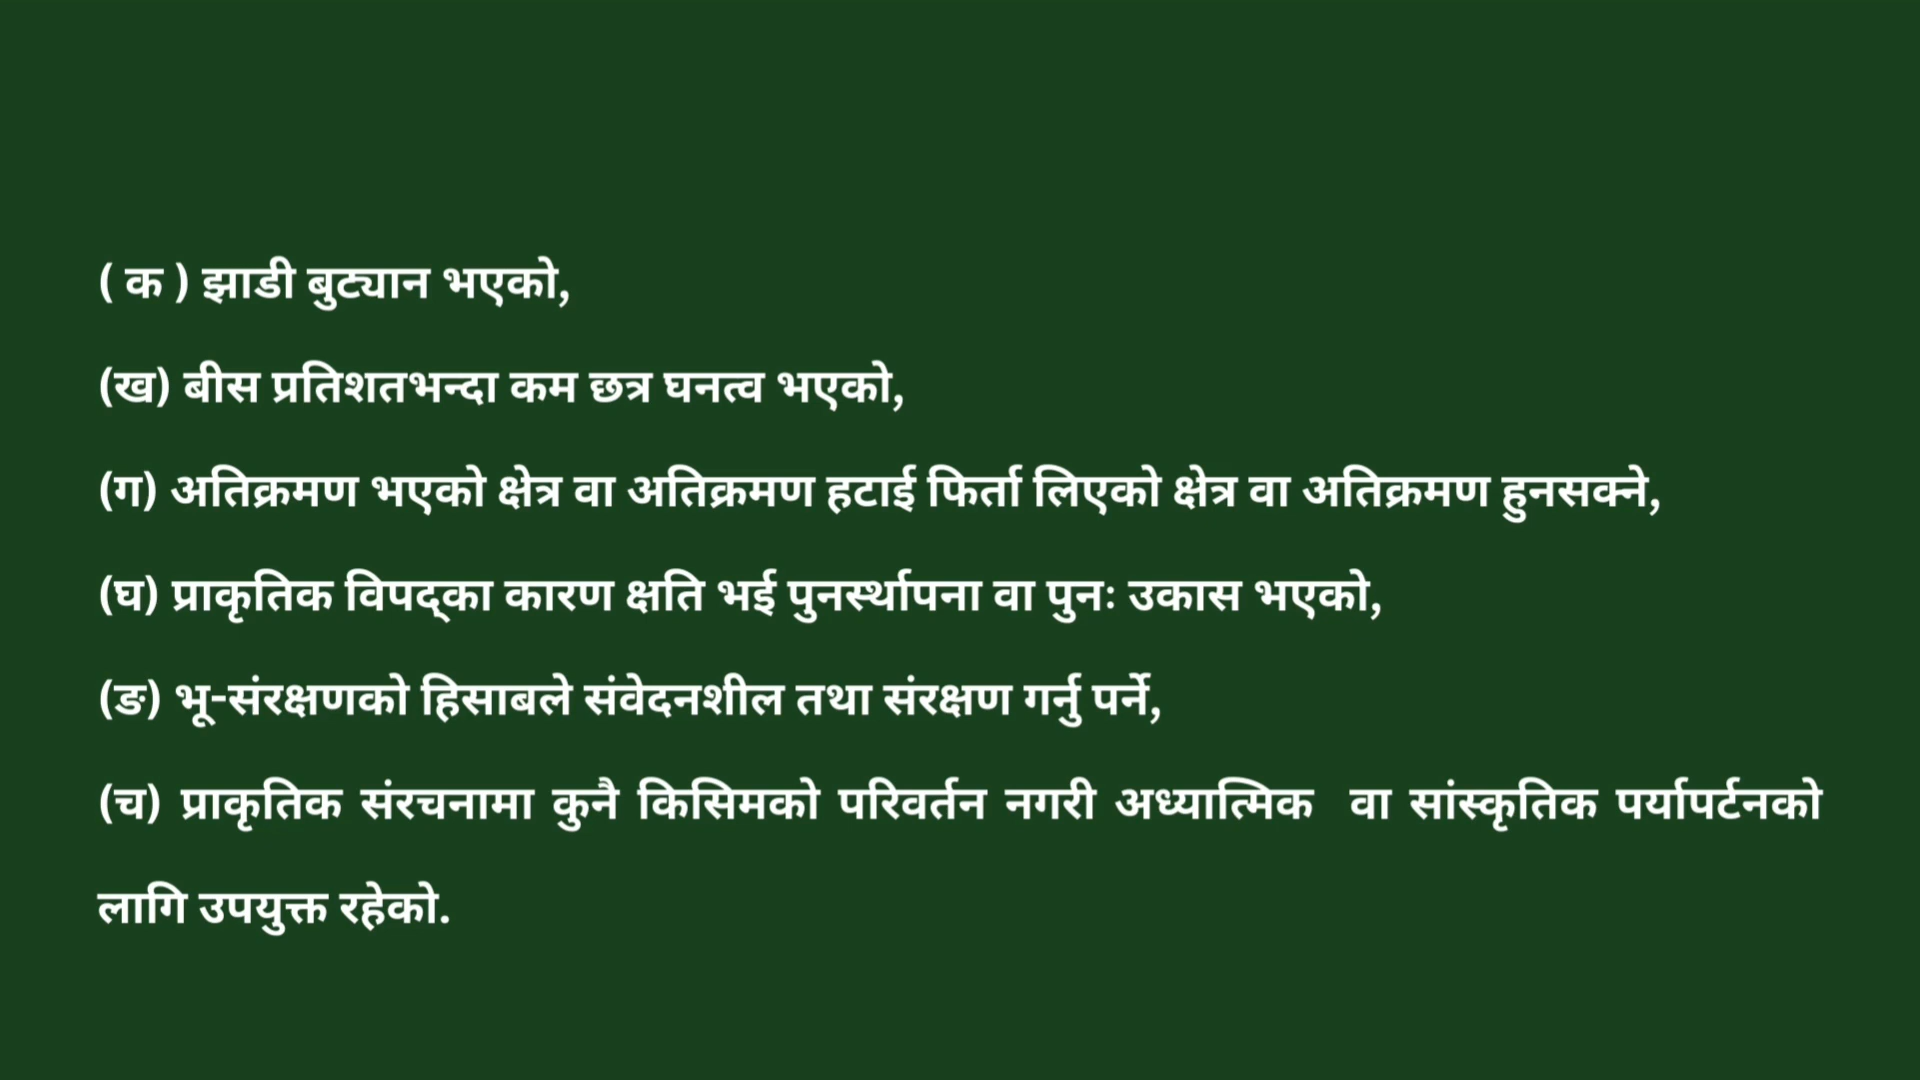 ( क ) झाडी बुट्यान भएको,
(ख) बीस प्रतिशतभन्दा कम छत्र घनत्व भएको,
(ग) अतिक्रमण भएको क्षेत्र वा अतिक्रमण हटाई फिर्ता लिएको क्षेत्र वा अतिक्रमण हुनसक्ने,
(घ) प्राकृतिक विपद्का कारण क्षति भई पुनर्स्थापना वा पुनः उकास भएको,
(ङ) भू-संरक्षणको हिसाबले संवेदनशील तथा संरक्षण गर्नु पर्ने,
(च) प्राकृतिक संरचनामा कुनै किसिमको परिवर्तन नगरी अध्यात्मिक वा सांस्कृतिक पर्यापर्टनको
लागि उपयुक्त रहेको.